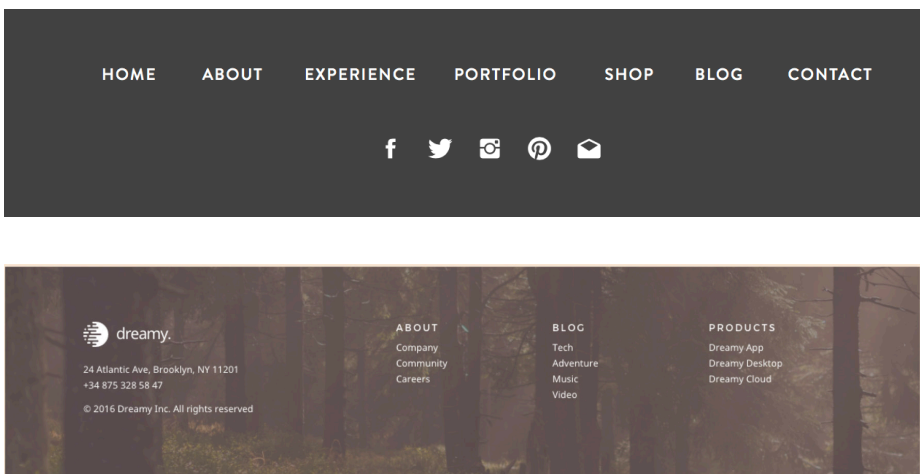 HOME ABOUT EXPERIENCE PORTFOLIO SHOP BLOG CONTACT
dreamy.
24 Atlantic Ave, Brooklyn, NY 11201
+34 875 328 58 47
© 2016 Dreamy Inc. All rights reserved
ABOUT
Company
Community
Careers
BLOG
Tech
Adventure
Music
Video
PRODUCTS
Dreamy App
Dreamy Desktop
Dreamy Cloud